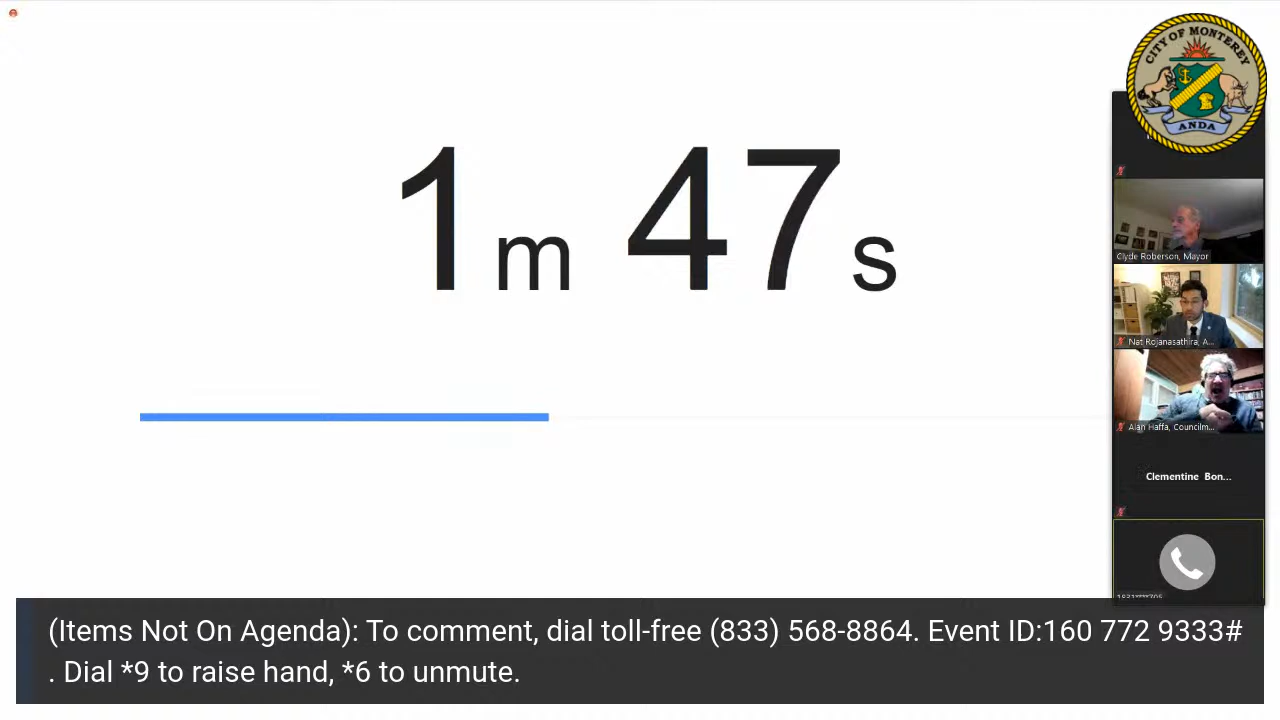 CITY OF MONTEREY
ANDA
1m 47s
Clyde Roberson, Mayor
Nat Rojanasathira, A...
Alan Haffa, Councilm...
Clementine Bon...
(Items Not On Agenda): To comment, dial toll-free (833) 568-8864. Event ID:160 772 9333#
. Dial *9 to raise hand, *6 to unmute.